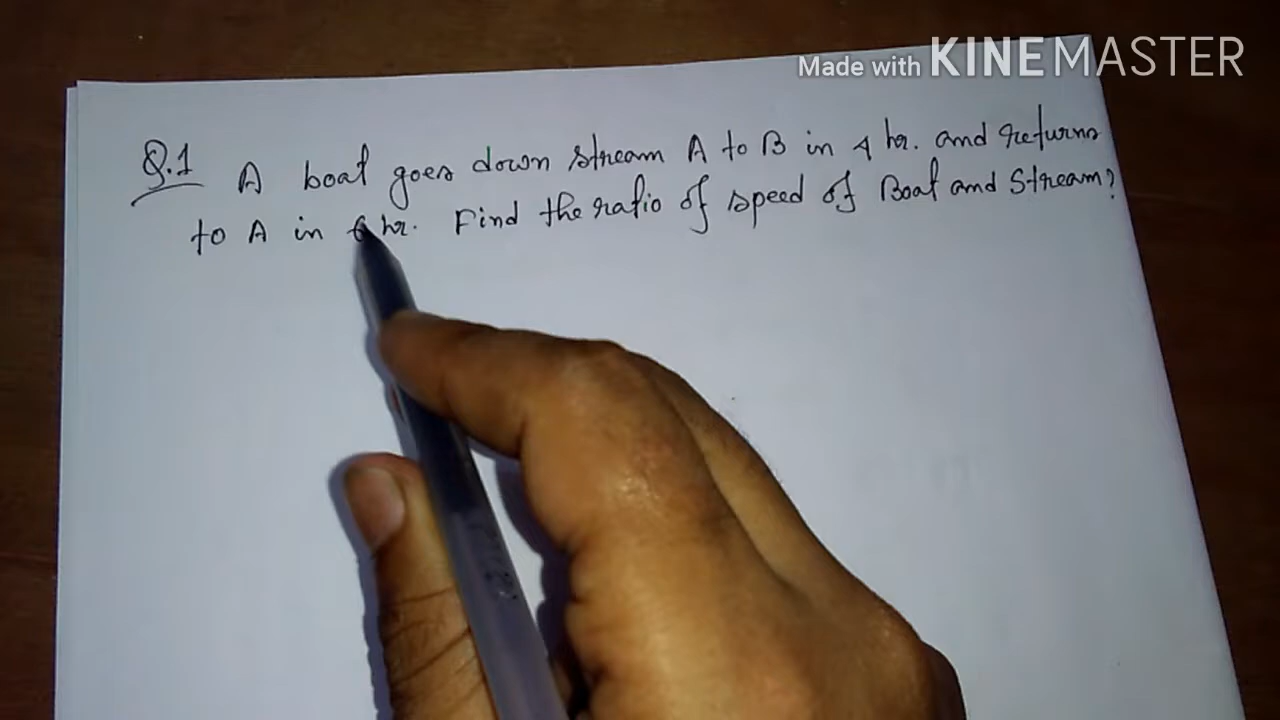 Made with KINEMASTER
Q.1 A boat goes down stream A to B in 4 hr. and returns
to A in 6 hr. Find the ratio of speed of Boat and Stream?